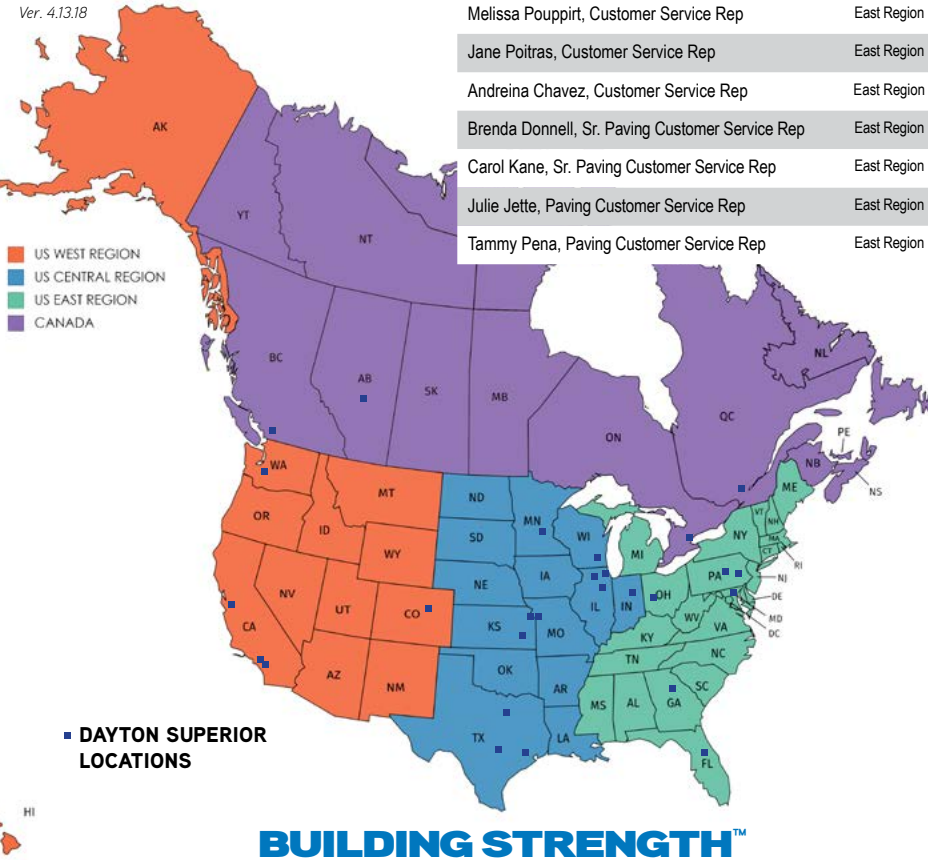 Ver. 4.13.18
Melissa Pouppirt, Customer Service Rep East Region
Jane Poitras, Customer Service Rep East Region
Andreina Chavez, Customer Service Rep East Region
Brenda Donnell, Sr. Paving Customer Service Rep East Region
Carol Kane, Sr. Paving Customer Service Rep East Region
Julie Jette, Paving Customer Service Rep East Region
Tammy Pena, Paving Customer Service Rep East Region
US WEST REGION
US CENTRAL REGION
US EAST REGION
CANADA
AK
YT
NT
BC
AB
SK
MB
ON
QC
NL
PE
NB
NS
WA
MT
ND
MN
ME
OR
ID
SD
WI
VT
NH
NY
MA
CT
RI
WY
MI
NE
IA
PA
NJ
NV
UT
CO
IL
IN
OH
DE
MD
DC
CA
KS
MO
WV
VA
KY
AZ
NM
OK
AR
TN
NC
SC
MS
AL
GA
TX
LA
FL
HI
DAYTON SUPERIOR
LOCATIONS
BUILDING STRENGTH™